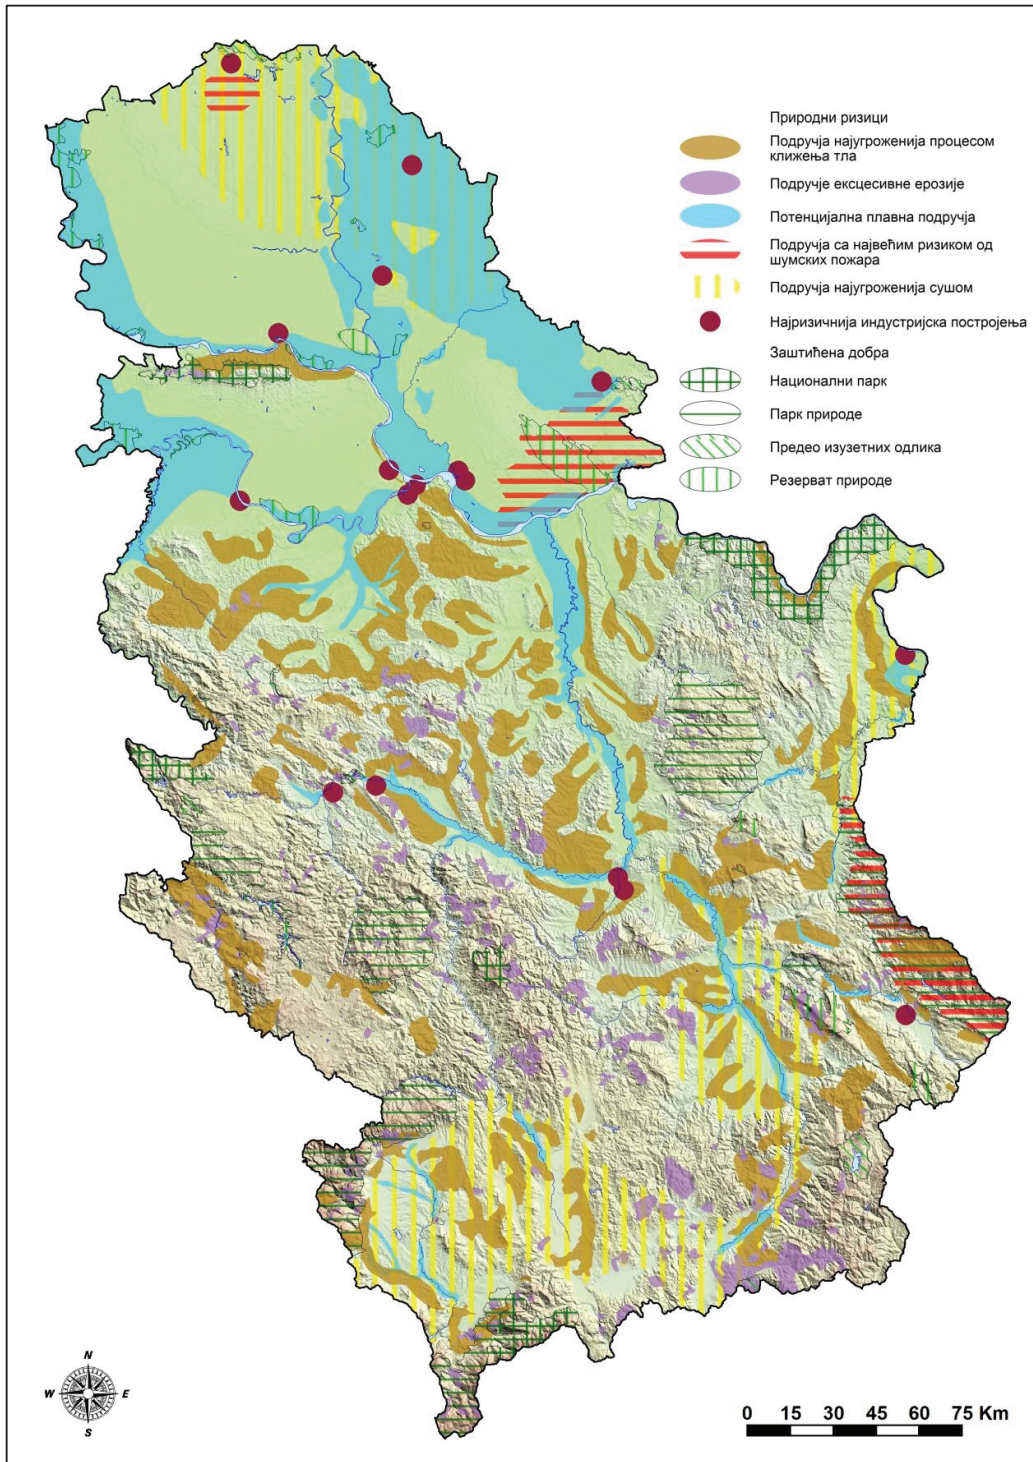 Природни ризици
Подручја најугроженија процесом
клижења тла
Подручје ексцесивне ерозије
Потенцијална плавна подручја
Подручја са највећим ризиком од
шумских пожара
Подручја најугроженија сушом
Најризичнија индустријска постројења
Заштићена добра
Национални парк
Парк природе
Предео изузетних одлика
Резерват природе
N
W E
S
0 15 30 45 60 75 Km